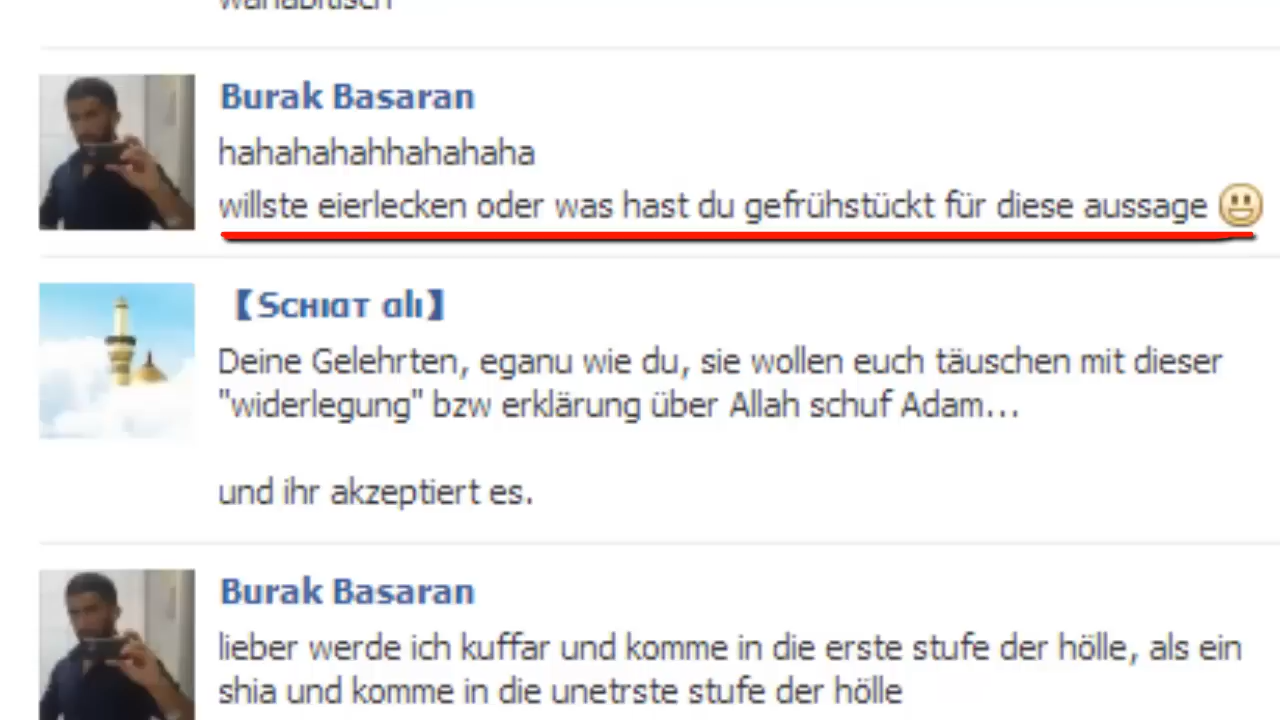 wahabitisch
Burak Basaran
hahahahahhahahaha
willste eierlecken oder was hast du gefrühstückt für diese aussage 😃
【Sᴄʜιαт αlι】
Deine Gelehrten, eganu wie du, sie wollen euch täuschen mit dieser
"widerlegung" bzw erklärung über Allah schuf Adam...
und ihr akzeptiert es.
Burak Basaran
lieber werde ich kuffar und komme in die erste stufe der hölle, als ein
shia und komme in die unetrste stufe der hölle